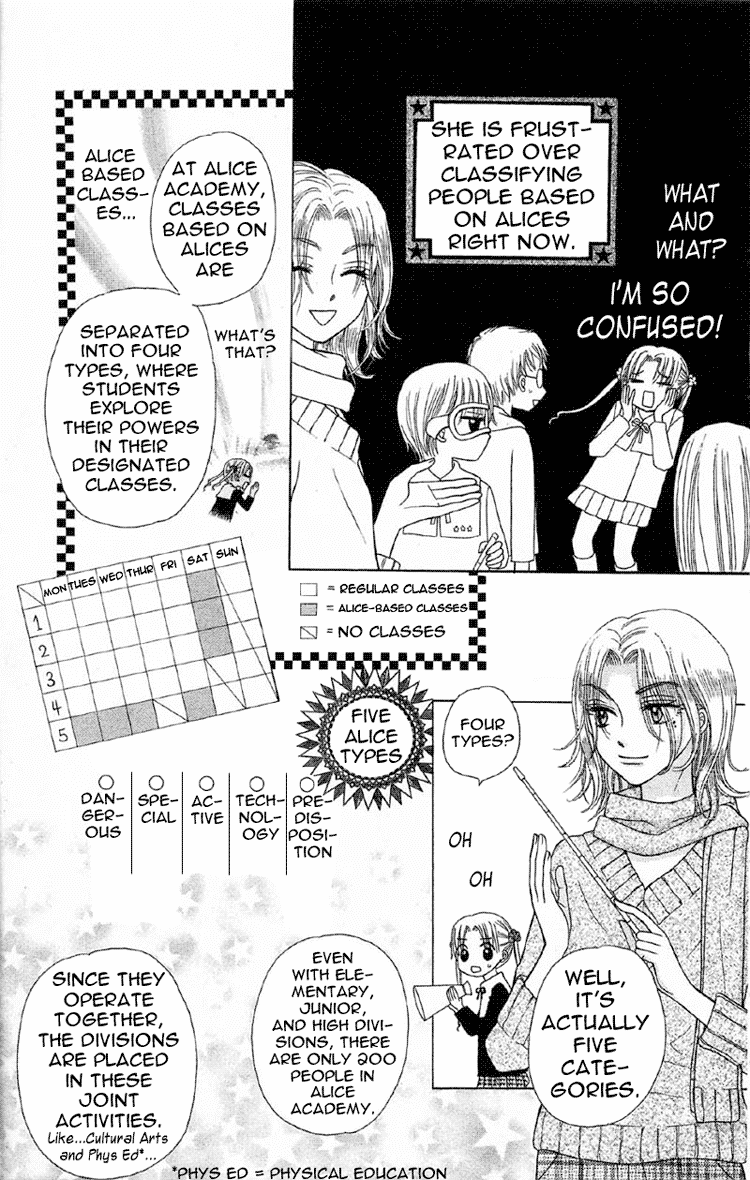 SHE IS FRUST-
RATED OVER
CLASSIFYING
PEOPLE BASED
ON ALICES
RIGHT NOW.
WHAT
AND
WHAT?
I'M SO
CONFUSED!
ALICE
BASED
CLASS-
ES...
AT ALICE
ACADEMY,
CLASSES
BASED ON
ALICES
ARE
SEPARATED
INTO FOUR
TYPES, WHERE
STUDENTS
EXPLORE
THEIR POWERS
IN THEIR
DESIGNATED
CLASSES.
WHAT'S
THAT?
MON TUES WED THUR FRI SAT SUN
1
2
3
4
5
= REGULAR CLASSES
= ALICE-BASED CLASSES
= NO CLASSES
FIVE
ALICE
TYPES
DAN-
GER-
OUS
SPE-
CIAL
AC-
TIVE
TECH-
NOL-
OGY
PRE-
DIS-
POSI-
TION
FOUR
TYPES?
OH
OH
WELL,
IT'S
ACTUALLY
FIVE
CATE-
GORIES.
EVEN
WITH ELE-
MENTARY,
JUNIOR,
AND HIGH DIVI-
SIONS, THERE
ARE ONLY 200
PEOPLE IN
ALICE
ACADEMY.
SINCE THEY
OPERATE
TOGETHER,
THE DIVISIONS
ARE PLACED
IN THESE
JOINT
ACTIVITIES.
Like...Cultural Arts
and Phys Ed*...
*PHYS ED = PHYSICAL EDUCATION